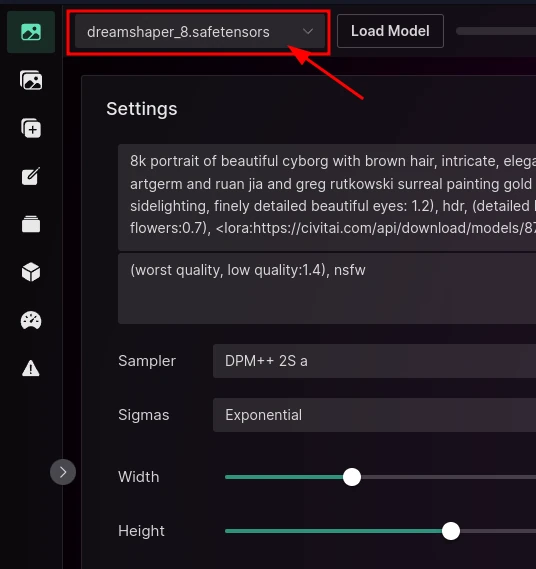 dreamshaper_8.safetensors
Load Model
Settings
8k portrait of beautiful cyborg with brown hair, intricate,
artgerm and ruan jia and greg rutkowski surreal painting gold
sidelighting, finely detailed beautiful eyes: 1.2), hdr, (detailed
flowers:0.7), <lora:https://civitai.com/api/download/models/87
(worst quality, low quality:1.4), nsfw
Sampler
DPM++ 2S a
Sigmas
Exponential
Width
Height